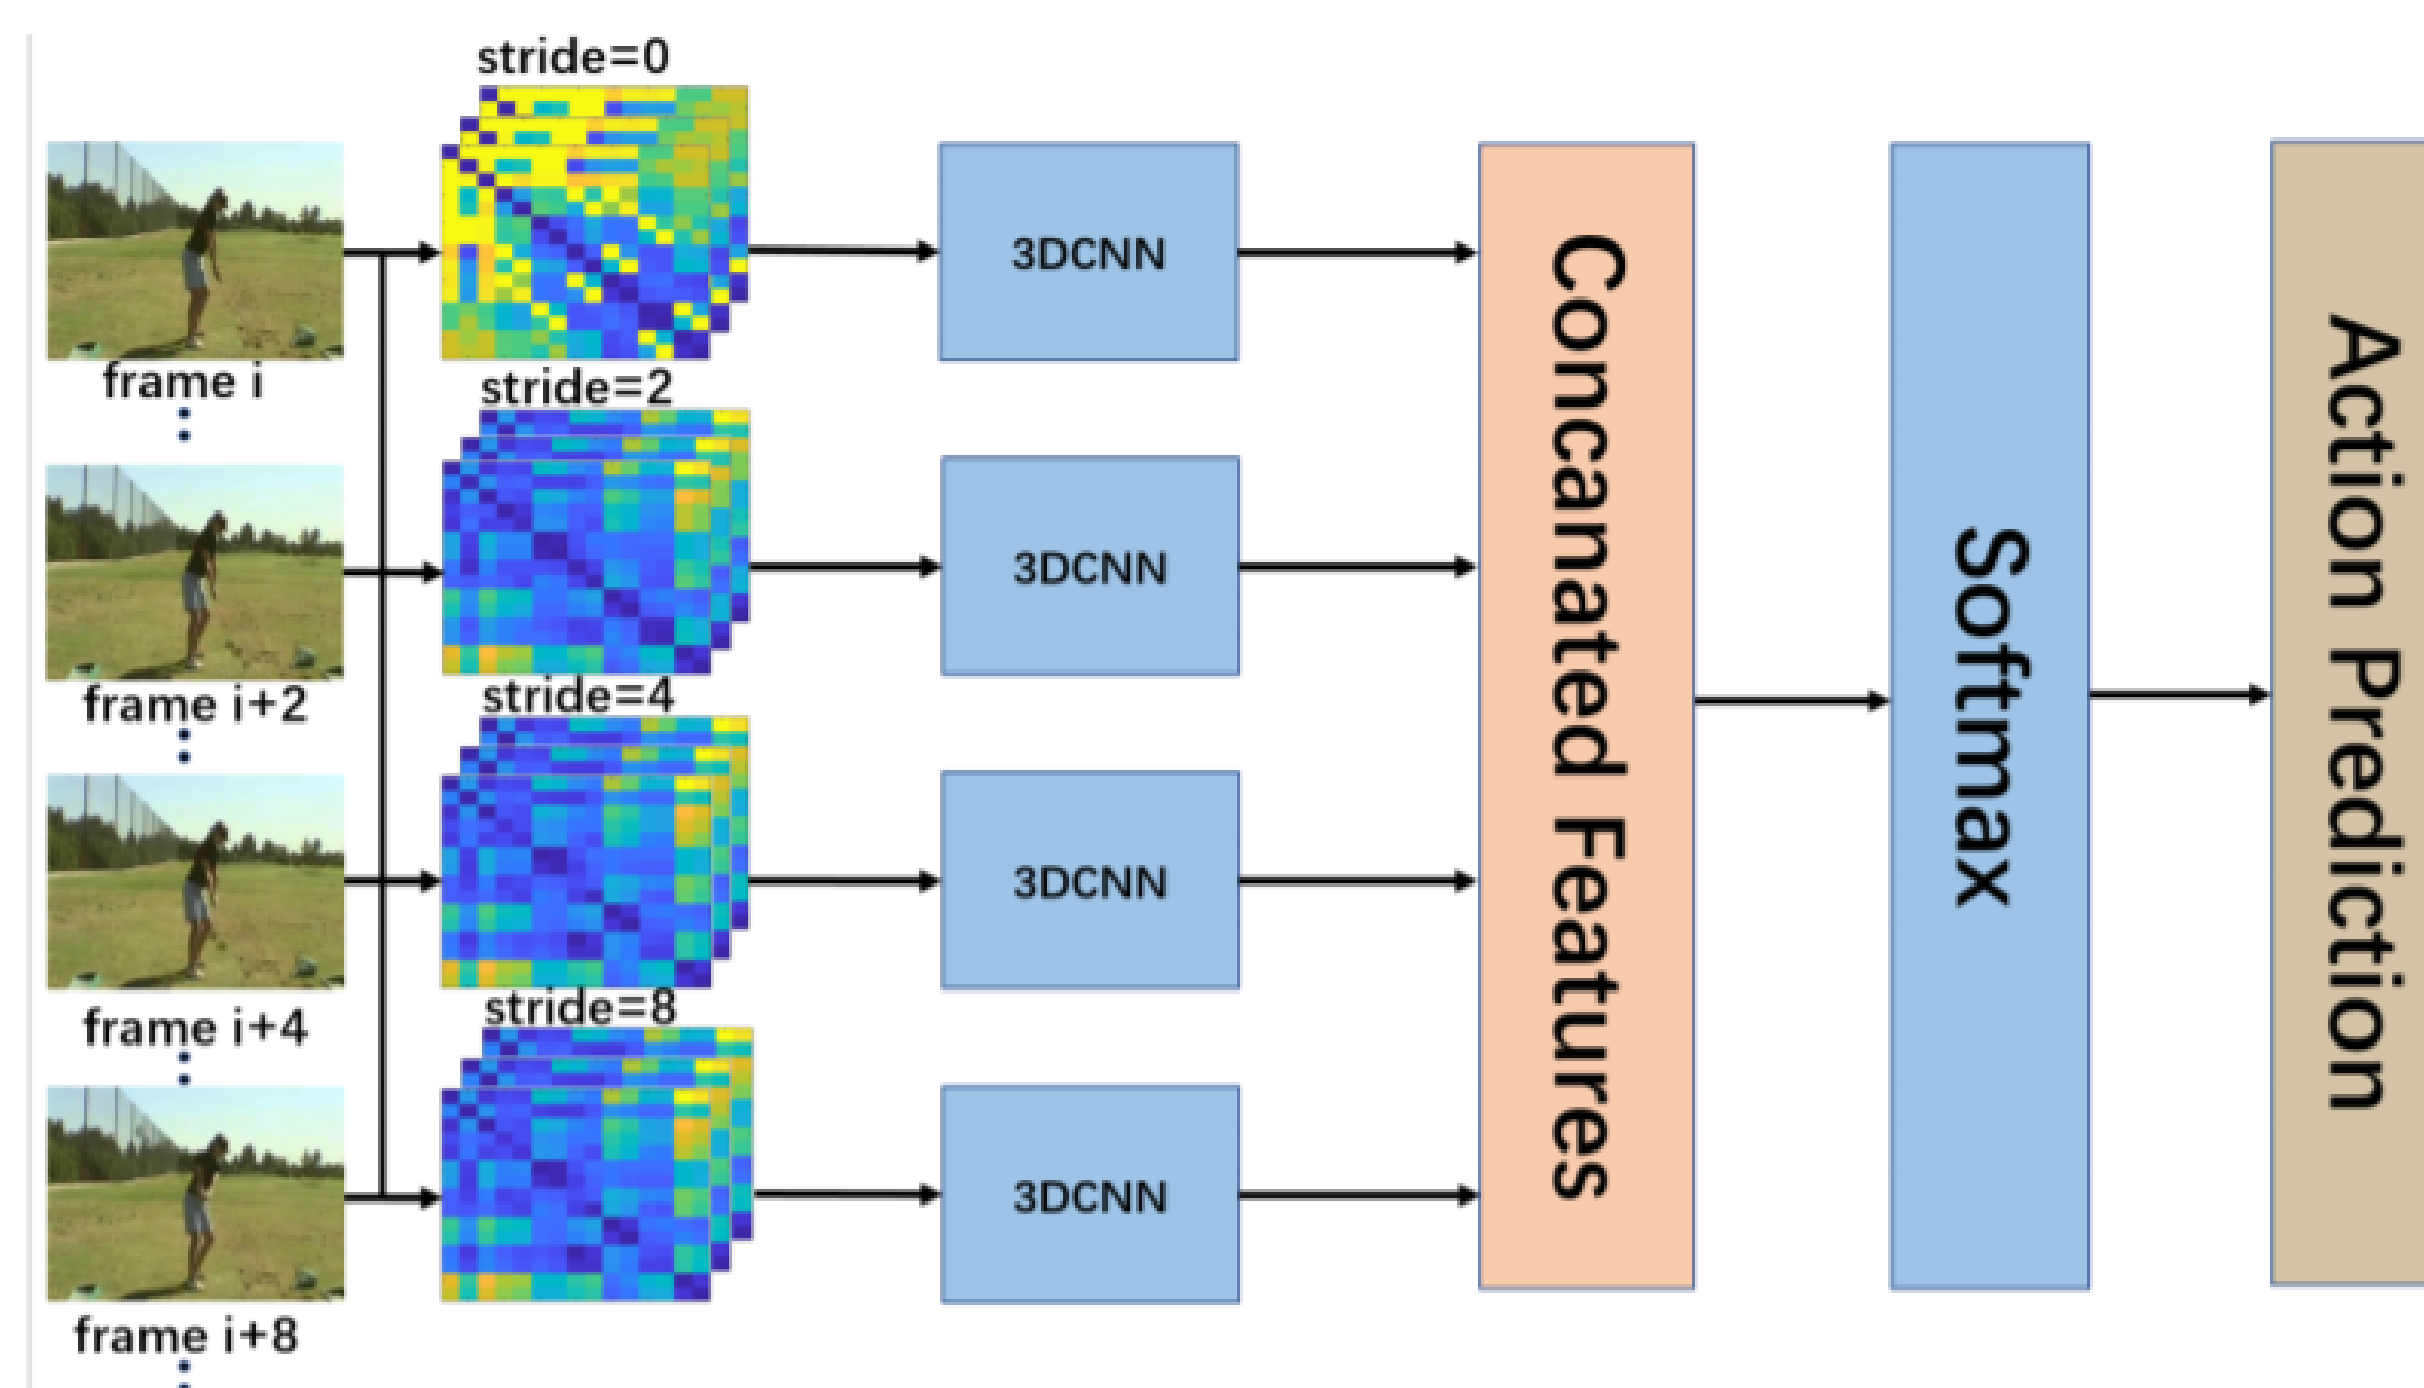 stride=0
frame i
3DCNN
stride=2
frame i+2
3DCNN
stride=4
frame i+4
3DCNN
stride=8
frame i+8
3DCNN
Concanated Features
Softmax
Action Prediction